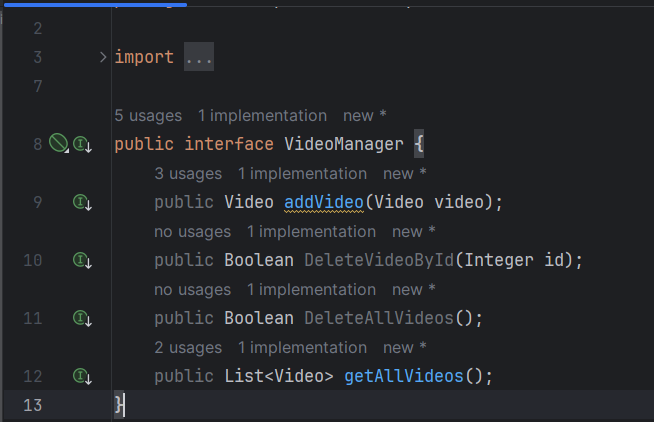 2
3 import ...
7
5 usages 1 implementation new *
8 public interface VideoManager {
3 usages 1 implementation new *
9 public Video addVideo(Video video);
no usages 1 implementation new *
10 public Boolean DeleteVideoById(Integer id);
no usages 1 implementation new *
11 public Boolean DeleteAllVideos();
2 usages 1 implementation new *
12 public List<Video> getAllVideos();
13 }